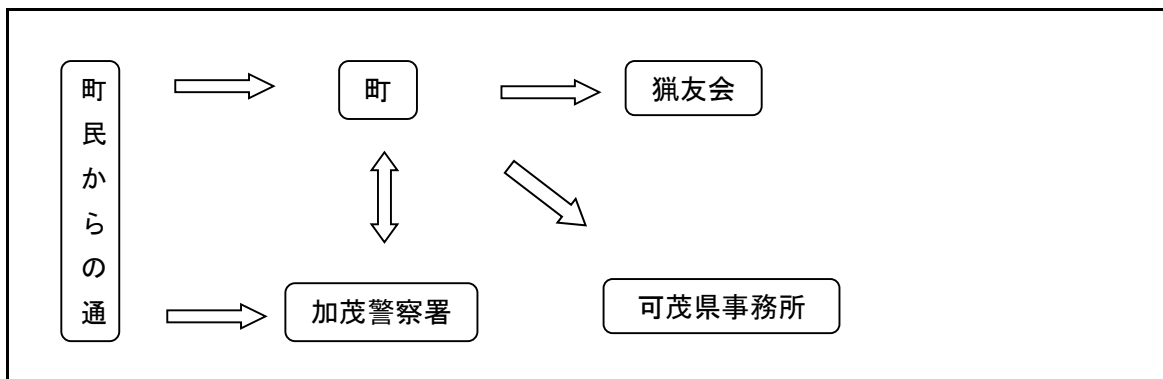 町民からの通
町
猟友会
加茂警察署
可茂県事務所